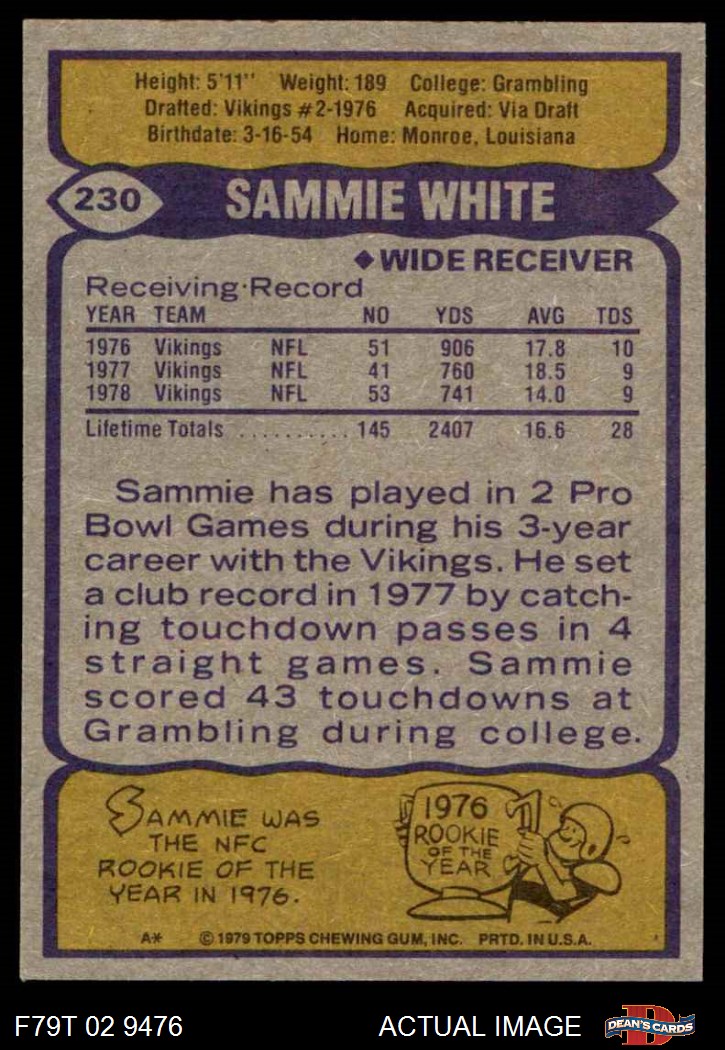 Height: 5'11" Weight: 189 College: Grambling
Drafted: Vikings #2-1976 Acquired: Via Draft
Birthdate: 3-16-54 Home: Monroe, Louisiana
230 SAMMIE WHITE
◆WIDE RECEIVER
Receiving·Record
YEAR TEAM NO YDS AVG TDS
1976 Vikings NFL 51 906 17.8 10
1977 Vikings NFL 41 760 18.5 9
1978 Vikings NFL 53 741 14.0 9
Lifetime Totals .......... 145 2407 16.6 28
Sammie has played in 2 Pro
Bowl Games during his 3-year
career with the Vikings. He set
a club record in 1977 by catch-
ing touchdown passes in 4
straight games. Sammie
scored 43 touchdowns at
Grambling during college.
SAMMIE WAS
THE NFC
ROOKIE OF THE
YEAR IN 1976.
1976
ROOKIE
OF THE
YEAR
A* © 1979 TOPPS CHEWING GUM, INC. PRTD. IN U.S.A.
F79T 02 9476 ACTUAL IMAGE
D
DEAN'S CARDS